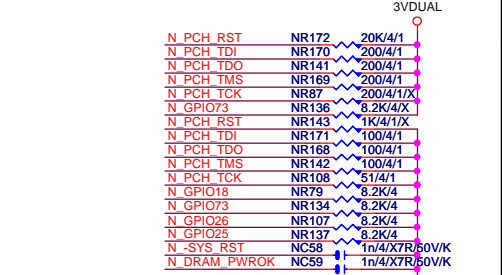 3VDUAL
N_PCH_RST NR172 20K/4/1
N_PCH_TDI NR170 200/4/1
N_PCH_TDO NR141 200/4/1
N_PCH_TMS NR169 200/4/1
N_PCH_TCK NR87 200/4/1/X
N_GPIO73 NR136 8.2K/4/X
N_PCH_RST NR143 1K/4/1/X
N_PCH_TDI NR171 100/4/1
N_PCH_TDO NR168 100/4/1
N_PCH_TMS NR142 100/4/1
N_PCH_TCK NR108 51/4/1
N_GPIO18 NR79 8.2K/4
N_GPIO73 NR134 8.2K/4
N_GPIO26 NR107 8.2K/4
N_GPIO25 NR137 8.2K/4
N_-SYS_RST NC58 1n/4/X7R/50V/K
N_DRAM_PWROK NC59 1n/4/X7R/50V/K